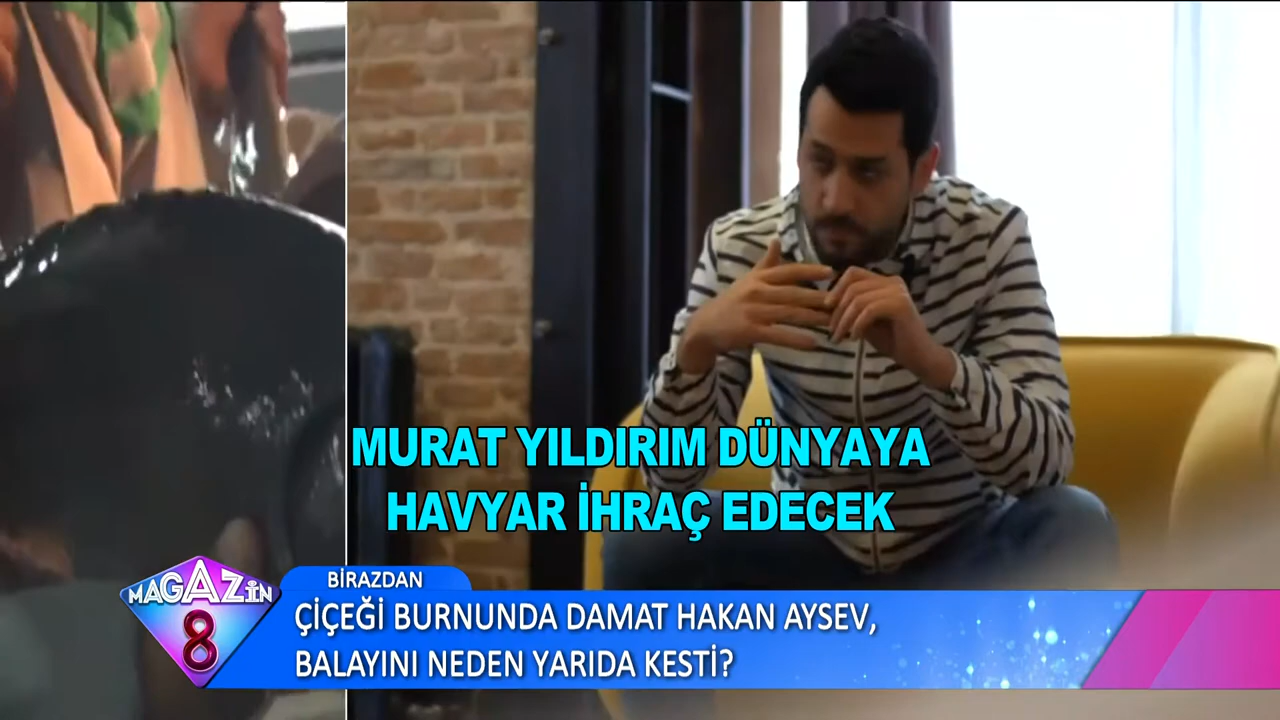 MURAT YILDIRIM DÜNYAYA
HAVYAR İHRAÇ EDECEK
MAGAZİN
8
BİRAZDAN
ÇİÇEĞİ BURNUNDA DAMAT HAKAN AYSEV,
BALAYINI NEDEN YARIDA KESTİ?